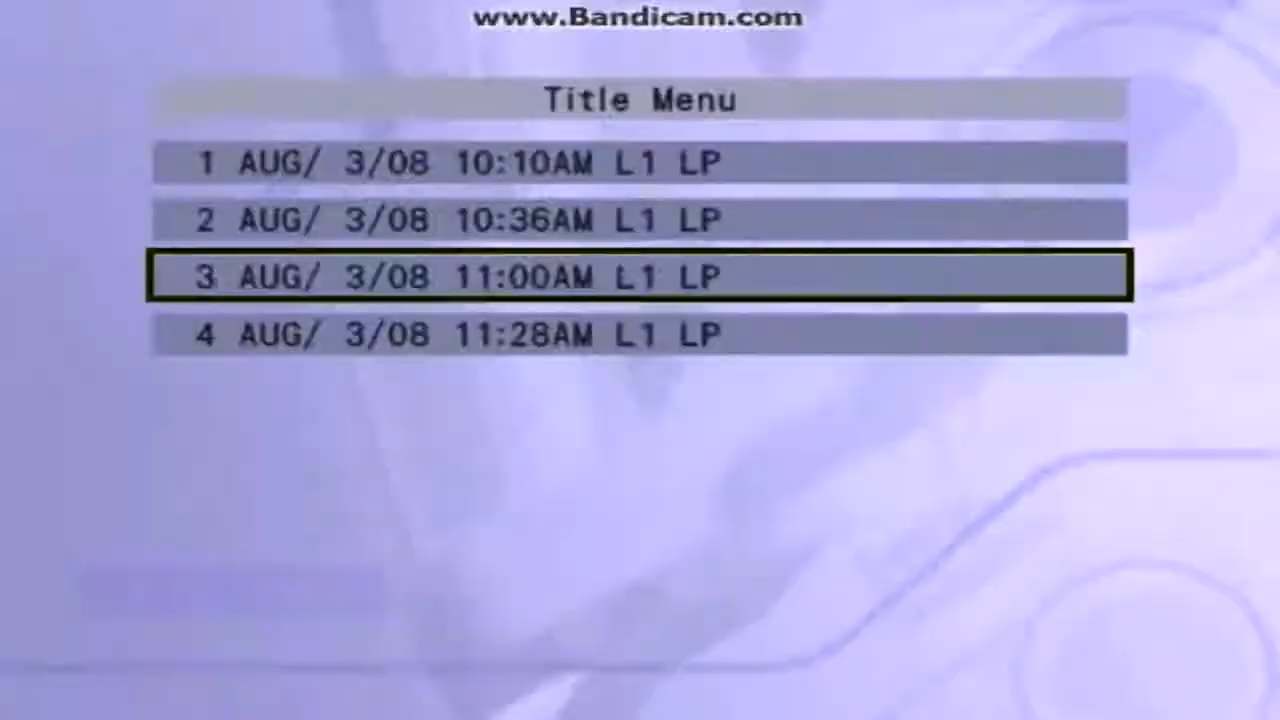 www.Bandicam.com
Title Menu
1 AUG/ 3/08 10:10AM L1 LP
2 AUG/ 3/08 10:36AM L1 LP
3 AUG/ 3/08 11:00AM L1 LP
4 AUG/ 3/08 11:28AM L1 LP